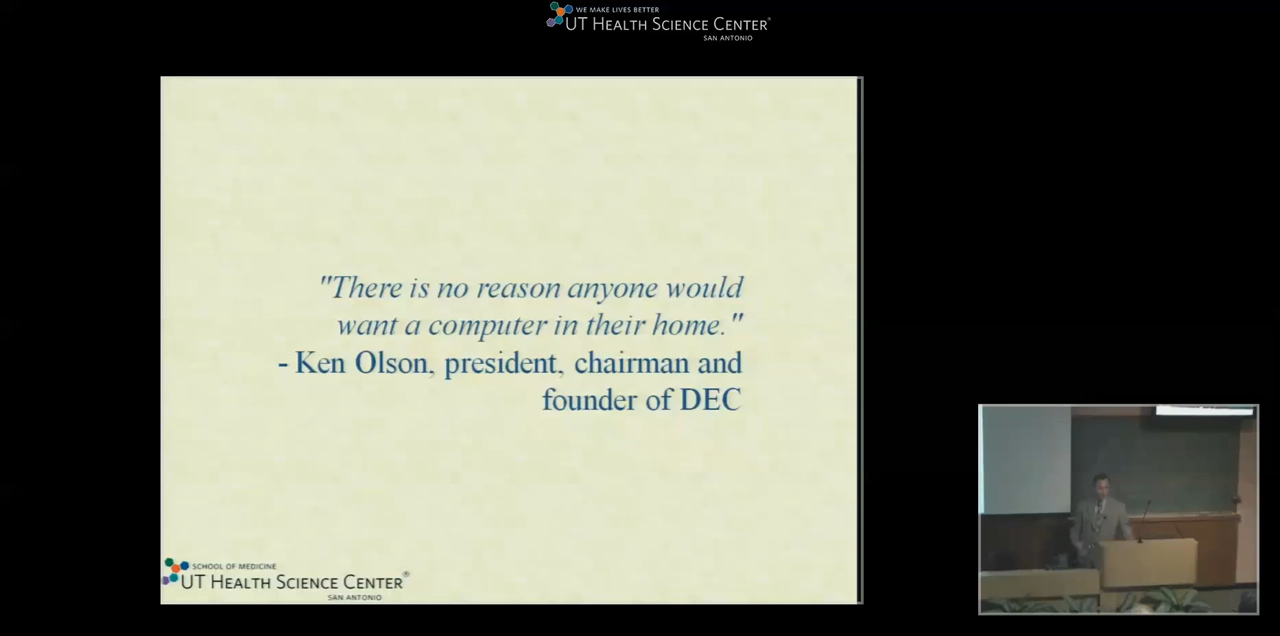 WE MAKE LIVES BETTER
UT HEALTH SCIENCE CENTER®
SAN ANTONIO
"There is no reason anyone would
want a computer in their home."
- Ken Olson, president, chairman and
founder of DEC
SCHOOL OF MEDICINE
UT HEALTH SCIENCE CENTER®
SAN ANTONIO